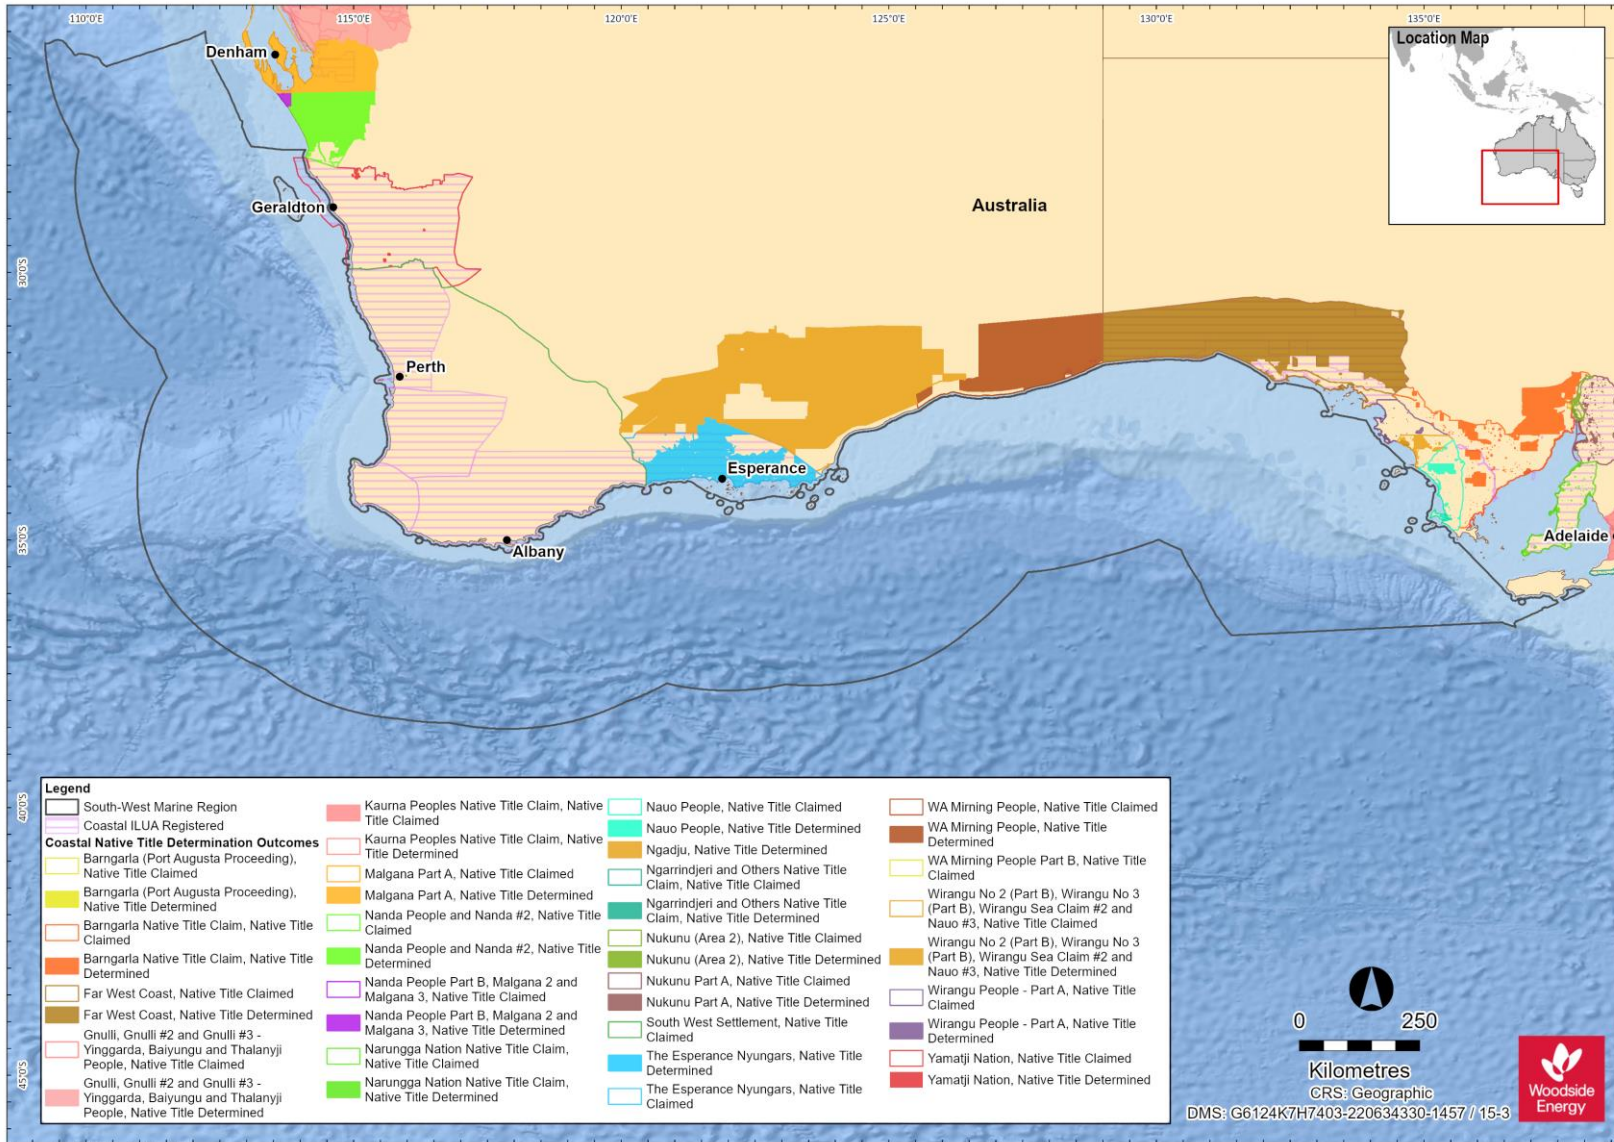 110°0'E 115°0'E 120°0'E 125°0'E 130°0'E 135°0'E
Location Map
Denham
Geraldton
Australia
30°0'S
Perth
Esperance
35°0'S
Albany
Adelaide
40°0'S
45°0'S
Legend
South-West Marine Region
Coastal ILUA Registered
Coastal Native Title Determination Outcomes
Barngarla (Port Augusta Proceeding),
Native Title Claimed
Barngarla (Port Augusta Proceeding),
Native Title Determined
Barngarla Native Title Claim, Native Title
Claimed
Barngarla Native Title Claim, Native Title
Determined
Far West Coast, Native Title Claimed
Far West Coast, Native Title Determined
Gnulli, Gnulli #2 and Gnulli #3 -
Yinggarda, Baiyungu and Thalanyji
People, Native Title Claimed
Gnulli, Gnulli #2 and Gnulli #3 -
Yinggarda, Baiyungu and Thalanyji
People, Native Title Determined
Kaurna Peoples Native Title Claim, Native
Title Claimed
Kaurna Peoples Native Title Claim, Native
Title Determined
Malgana Part A, Native Title Claimed
Malgana Part A, Native Title Determined
Nanda People and Nanda #2, Native Title
Claimed
Nanda People and Nanda #2, Native Title
Determined
Nanda People Part B, Malgana 2 and
Malgana 3, Native Title Claimed
Nanda People Part B, Malgana 2 and
Malgana 3, Native Title Determined
Narungga Nation Native Title Claim,
Native Title Claimed
Narungga Nation Native Title Claim,
Native Title Determined
Nauo People, Native Title Claimed
Nauo People, Native Title Determined
Ngadju, Native Title Determined
Ngarrindjeri and Others Native Title
Claim, Native Title Claimed
Ngarrindjeri and Others Native Title
Claim, Native Title Determined
Nukunu (Area 2), Native Title Claimed
Nukunu (Area 2), Native Title Determined
Nukunu Part A, Native Title Claimed
Nukunu Part A, Native Title Determined
South West Settlement, Native Title
Claimed
The Esperance Nyungars, Native Title
Determined
The Esperance Nyungars, Native Title
Claimed
WA Mirning People, Native Title Claimed
WA Mirning People, Native Title
Determined
WA Mirning People Part B, Native Title
Claimed
Wirangu No 2 (Part B), Wirangu No 3
(Part B), Wirangu Sea Claim #2 and
Nauo #3, Native Title Claimed
Wirangu No 2 (Part B), Wirangu No 3
(Part B), Wirangu Sea Claim #2 and
Nauo #3, Native Title Determined
Wirangu People - Part A, Native Title
Claimed
Wirangu People - Part A, Native Title
Determined
Yamatji Nation, Native Title Claimed
Yamatji Nation, Native Title Determined
0 250
Kilometres
CRS: Geographic
DMS: G6124K7H7403-220634330-1457 / 15-3
Woodside
Energy